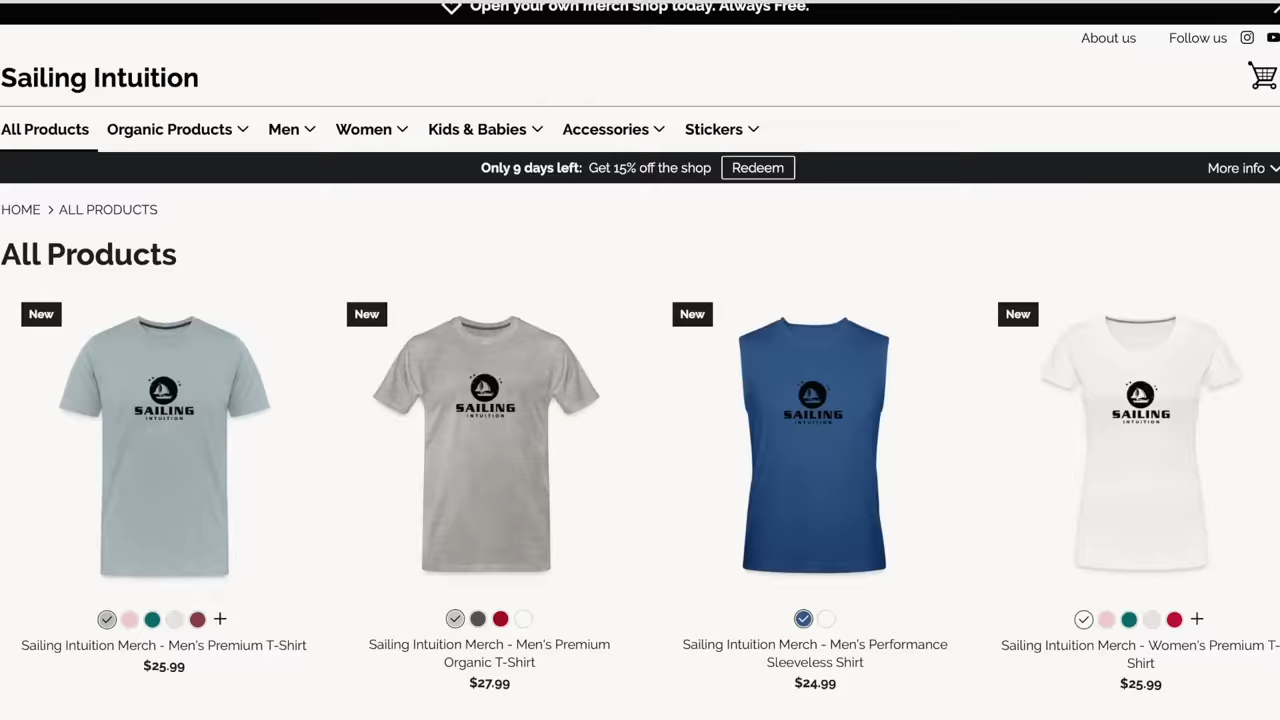 Open your own merch shop today. Always Free.
About us
Follow us
Sailing Intuition
All Products
Organic Products
Men
Women
Kids & Babies
Accessories
Stickers
Only 9 days left: Get 15% off the shop
Redeem
More info
HOME > ALL PRODUCTS
All Products
New
New
New
New
SAILING
INTUITION
SAILING
INTUITION
SAILING
INTUITION
SAILING
INTUITION
Sailing Intuition Merch - Men's Premium T-Shirt
$25.99
Sailing Intuition Merch - Men's Premium
Organic T-Shirt
$27.99
Sailing Intuition Merch - Men's Performance
Sleeveless Shirt
$24.99
Sailing Intuition Merch - Women's Premium T-
Shirt
$25.99